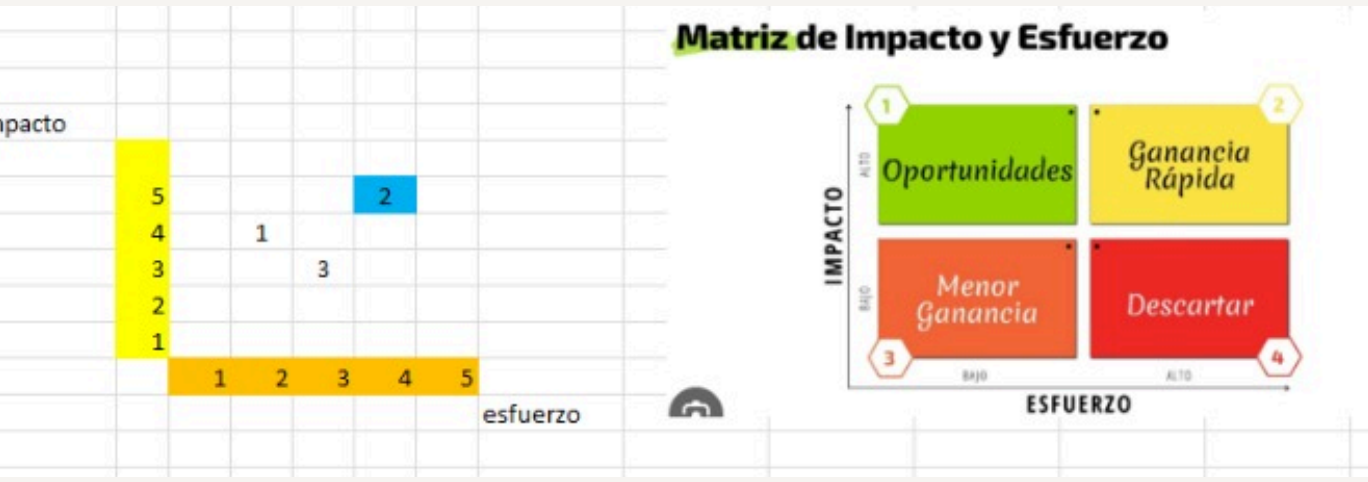 mpacto
5 2
4 1
3 3
2
1
1 2 3 4 5
esfuerzo
Matriz de Impacto y Esfuerzo
1
2
IMPACTO
ALTO
Oportunidades
Ganancia
Rápida
BAJO
Menor
Ganancia
Descartar
3
4
BAJO
ALTO
ESFUERZO